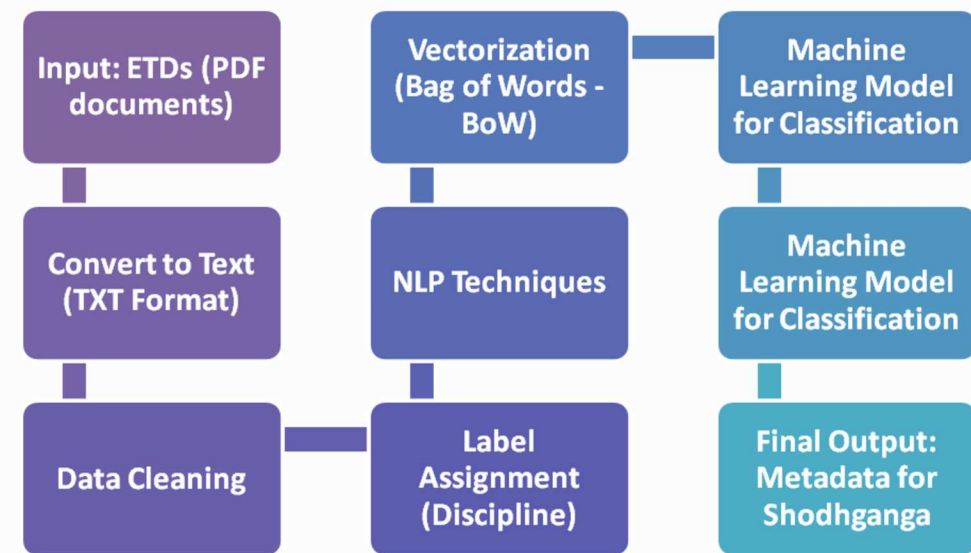 Input: ETDs (PDF
documents)
Convert to Text
(TXT Format)
Data Cleaning
Label
Assignment
(Discipline)
NLP Techniques
Vectorization
(Bag of Words -
BoW)
Machine
Learning Model
for Classification
Machine
Learning Model
for Classification
Final Output:
Metadata for
Shodhganga